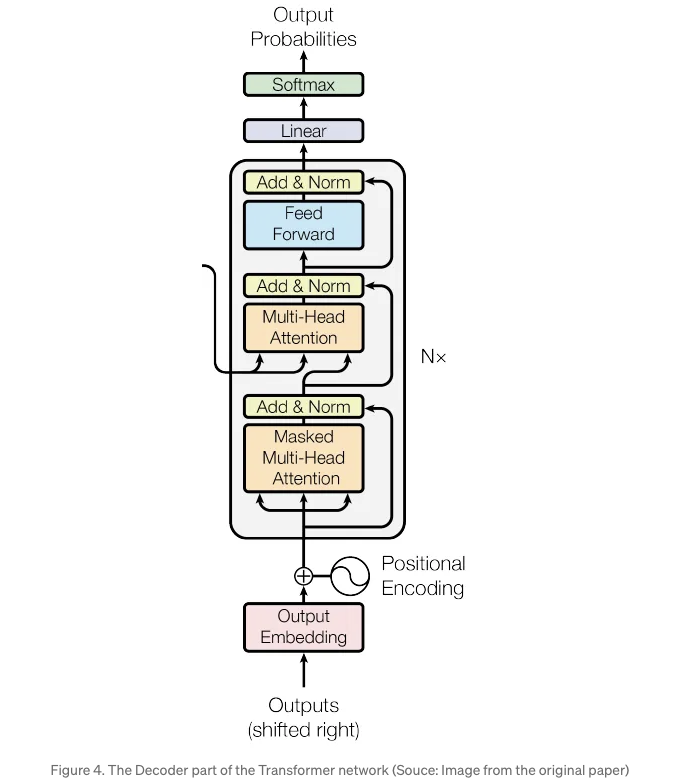 Output
Probabilities
Softmax
Linear
Add & Norm
Feed
Forward
Add & Norm
Multi-Head
Attention
N×
Add & Norm
Masked
Multi-Head
Attention
Positional
Encoding
Output
Embedding
Outputs
(shifted right)
Figure 4. The Decoder part of the Transformer network (Souce: Image from the original paper)